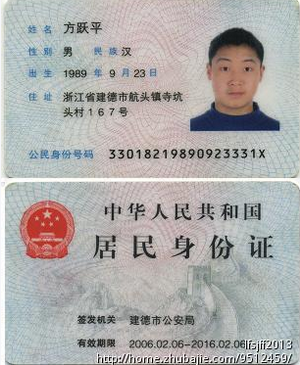 姓名 方跃平
性别 男 民族 汉
出生 1989 年 9 月 23 日
住址 浙江省建德市航头镇寺坑
头村167号
公民身份号码 33018219890923331X
中华人民共和国
居民身份证
签发机关 建德市公安局
有效期限 2006.02.06-2016.02.06
lfsjlf2013
http://home.zhubajie.com/9512459/